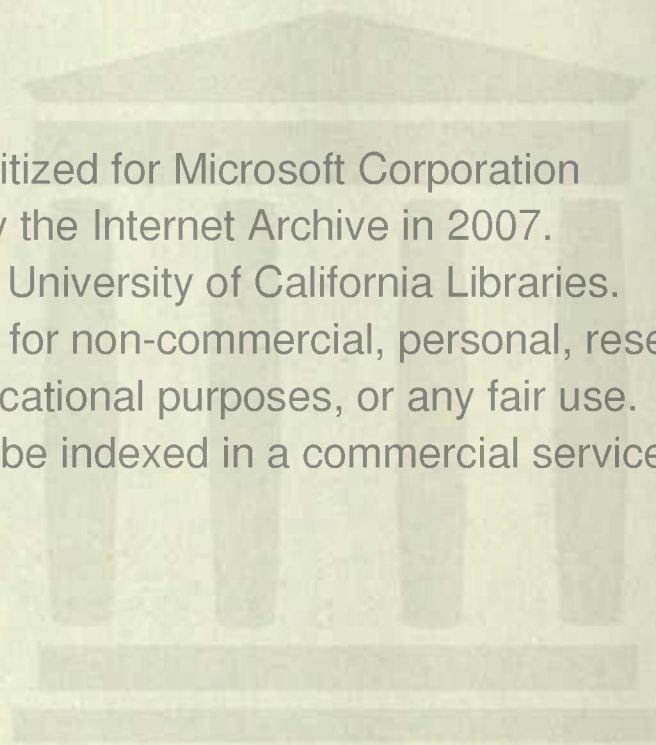 itized for Microsoft Corporation
y the Internet Archive in 2007.
University of California Libraries.
for non-commercial, personal, rese
cational purposes, or any fair use.
be indexed in a commercial service